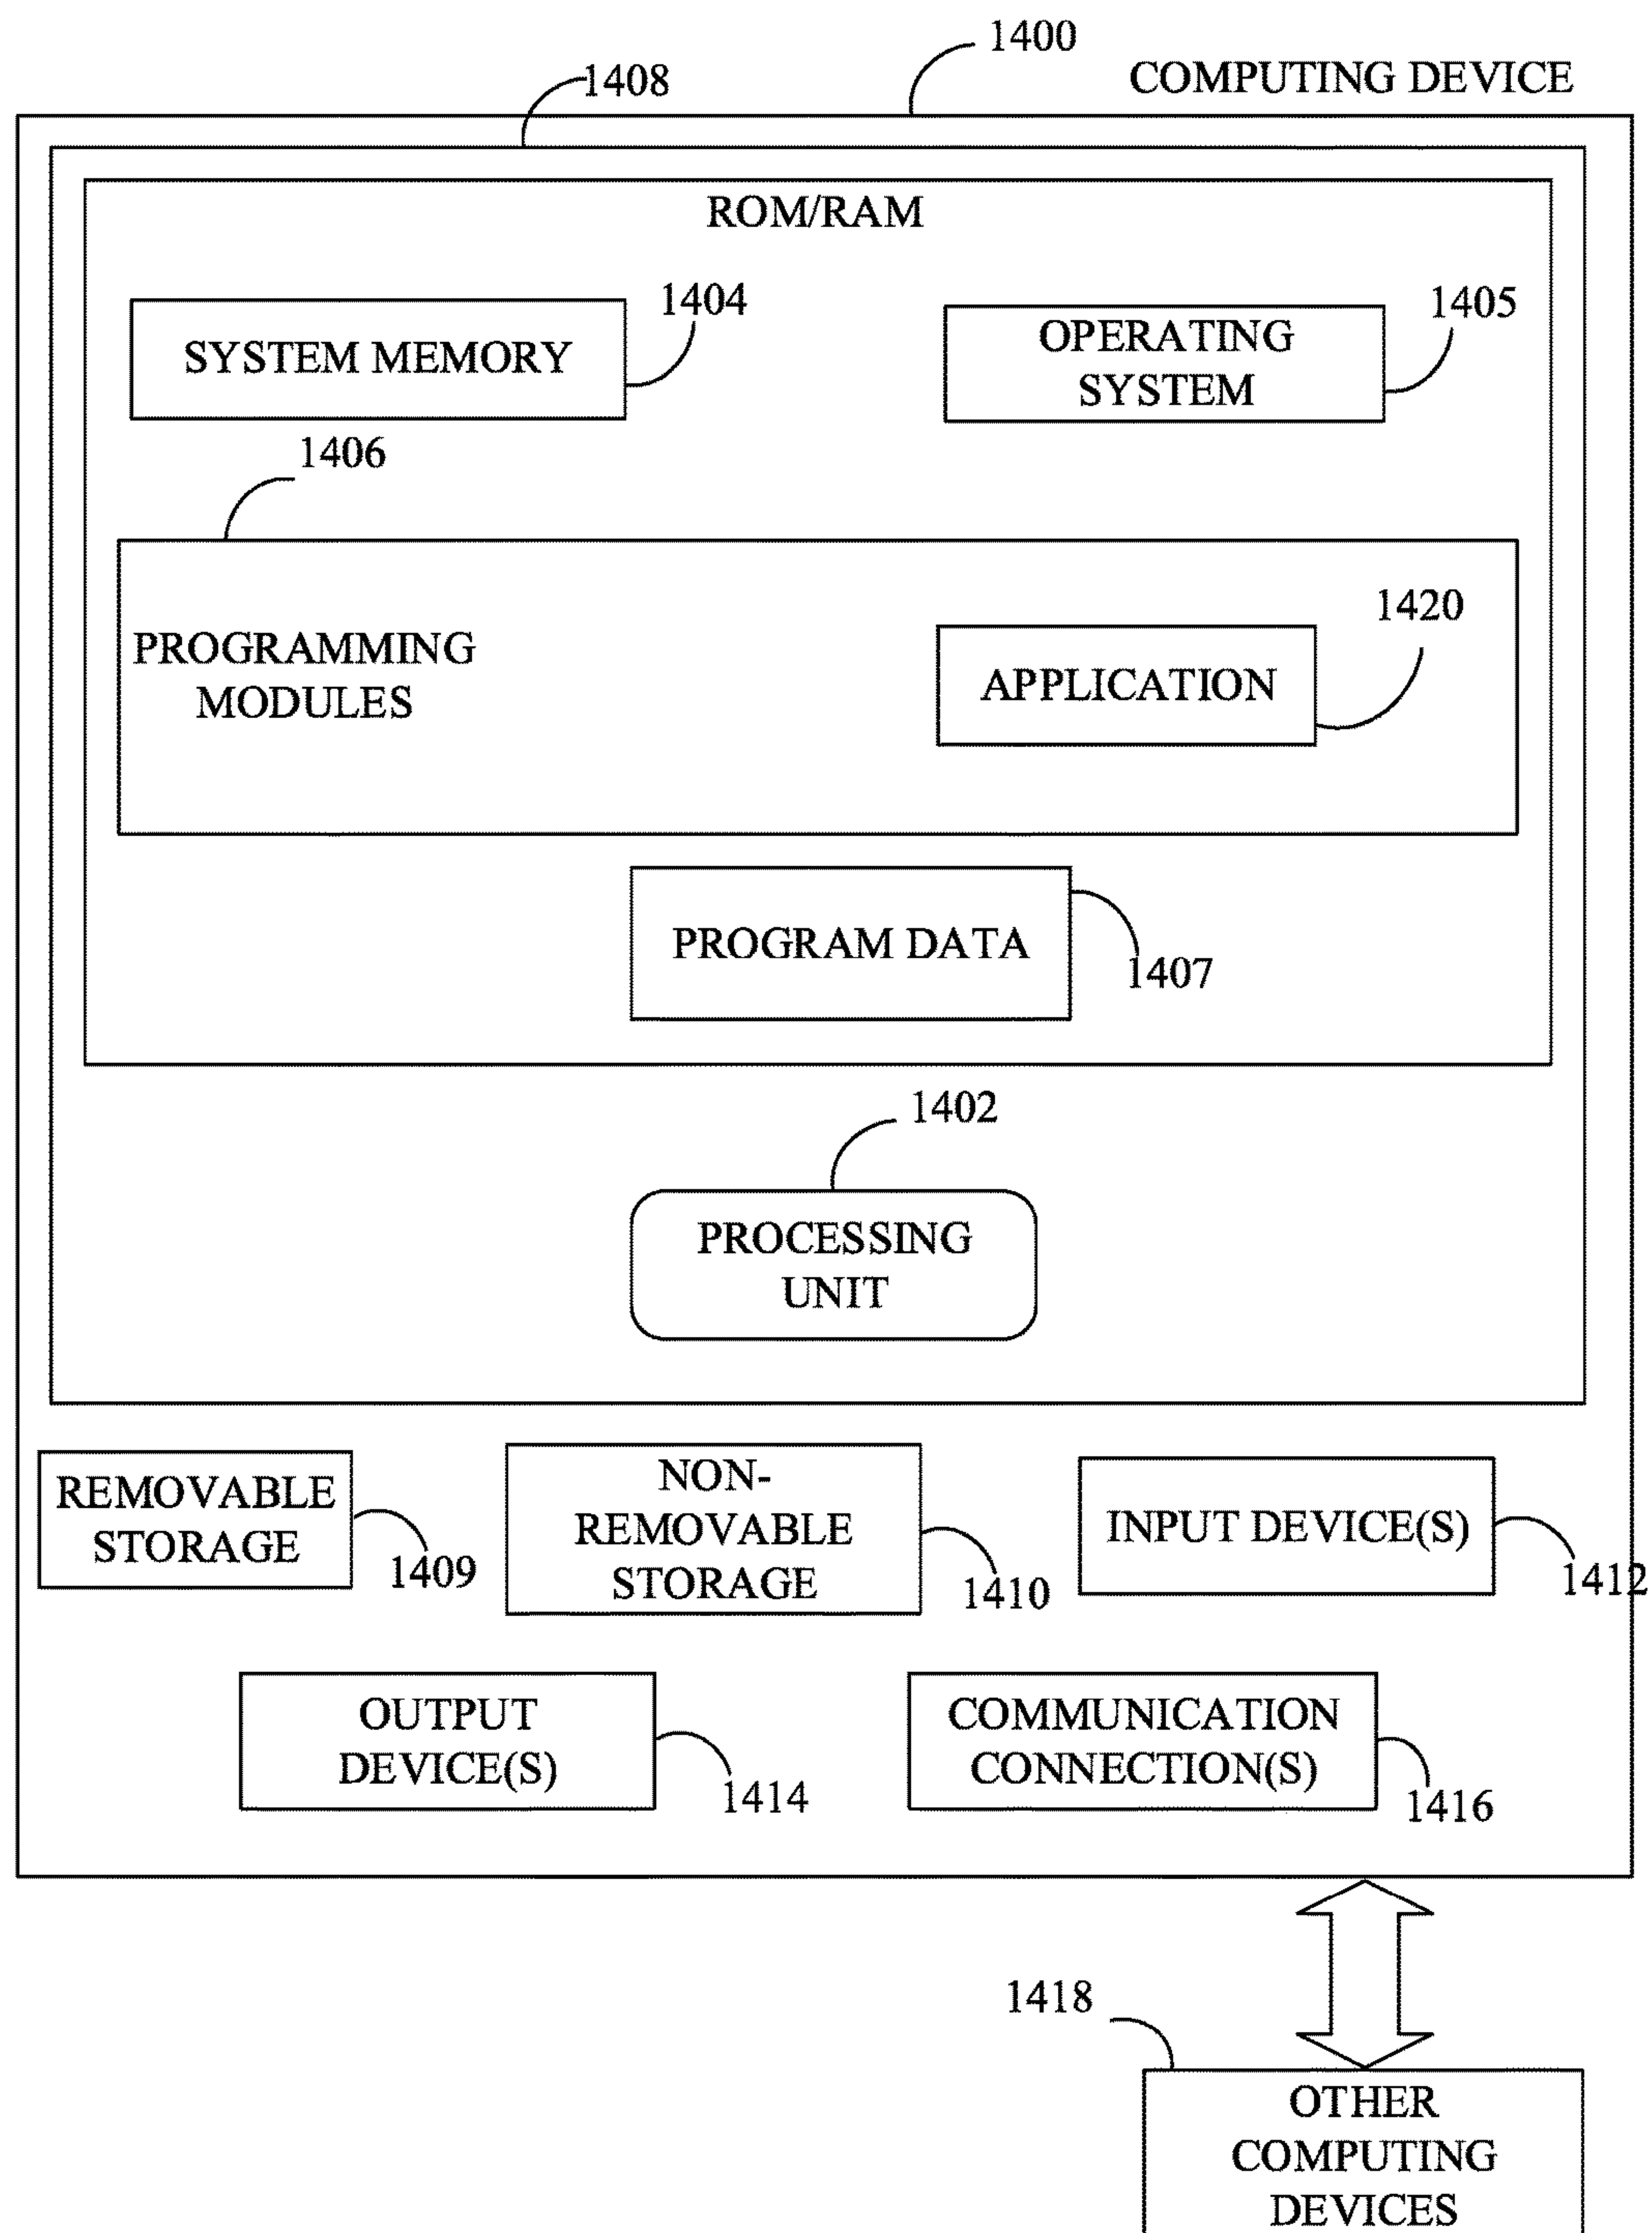 1400
1408
COMPUTING DEVICE
ROM/RAM
SYSTEM MEMORY
1404
OPERATING
SYSTEM
1405
1406
PROGRAMMING
MODULES
APPLICATION
1420
PROGRAM DATA
1407
1402
PROCESSING
UNIT
REMOVABLE
STORAGE
1409
NON-
REMOVABLE
STORAGE
1410
INPUT DEVICE(S)
1412
OUTPUT
DEVICE(S)
1414
COMMUNICATION
CONNECTION(S)
1416
1418
OTHER
COMPUTING
DEVICES